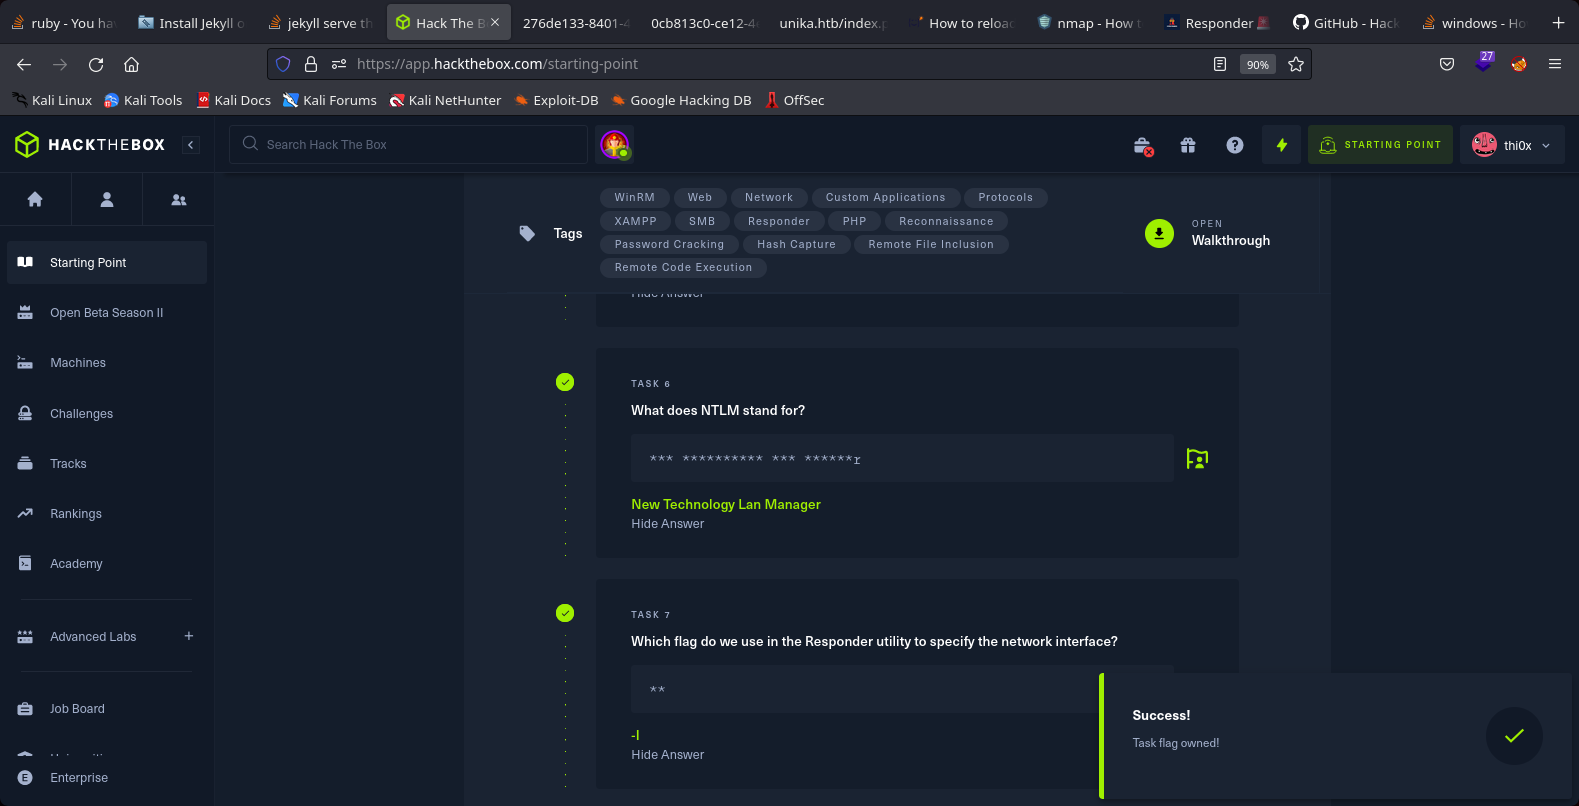 ruby - You ha
Install Jekyll o
jekyll serve th
Hack The B
276de133-8401-4
0cb813c0-ce12-4
unika.htb/index.p
How to reloa
nmap - How t
Responder
GitHub - Hack
windows - Ho
https://app.hackthebox.com/starting-point
90%
27
Kali Linux
Kali Tools
Kali Docs
Kali Forums
Kali NetHunter
Exploit-DB
Google Hacking DB
OffSec
HACKTHEBOX
Search Hack The Box
STARTING POINT
thi0x
Starting Point
Open Beta Season II
Machines
Challenges
Tracks
Rankings
Academy
Advanced Labs
Job Board
E
Enterprise
Tags
WinRM
Web
Network
Custom Applications
Protocols
XAMPP
SMB
Responder
PHP
Reconnaissance
Password Cracking
Hash Capture
Remote File Inclusion
Remote Code Execution
OPEN
Walkthrough
Hide Answer
TASK 6
What does NTLM stand for?
*** ********** *** ******r
New Technology Lan Manager
Hide Answer
TASK 7
Which flag do we use in the Responder utility to specify the network interface?
**
-I
Hide Answer
Success!
Task flag owned!